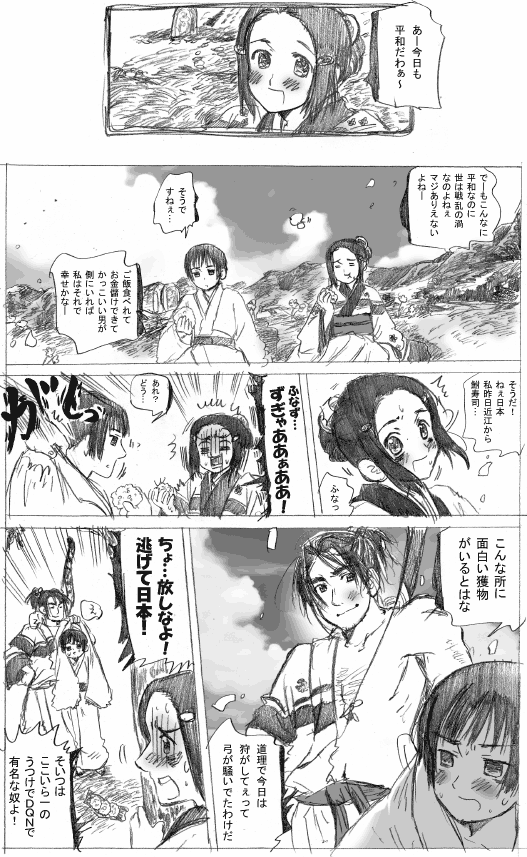 あー今日も
平和だわぁ～
でーもこんなに
平和なのに
世は戦乱の渦
なのよねぇ
マジありえない
よねー
そうで
すねぇ…
ご飯食べれて
お金儲けできて
かっこいい男が
側にいれば
私はそれで
幸せかなー
そうだ！
ねぇ日本
私昨日近江から
鮒寿司…
ふなっ
ふなず…
ずぎゃああぁああ！
あれ？
どう？…
こんな所に
面白い獲物
がいるとはな
道理で今日は
狩がしてぇって
弓が騒いでたわけだ
ちょ…放しなよ！
逃げて日本！
そいつは
ここいら一の
うつけでDQNで
有名な奴よ！